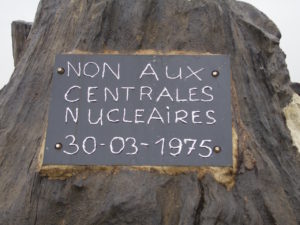 NON AUX
CENTRALES
NUCLEAIRES
30-03-1975